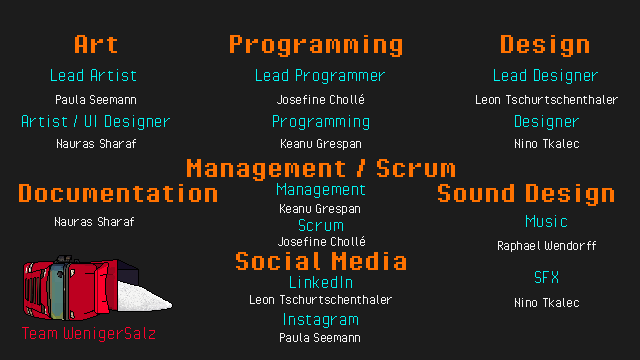 Art
Lead Artist
Paula Seemann
Artist / UI Designer
Nauras Sharaf
Programming
Lead Programmer
Josefine Chollé
Programming
Keanu Grespan
Design
Lead Designer
Leon Tschurtschenthaler
Designer
Nino Tkalec
Management / Scrum
Management
Keanu Grespan
Scrum
Josefine Chollé
Documentation
Nauras Sharaf
Sound Design
Music
Raphael Wendorff
SFX
Nino Tkalec
Social Media
LinkedIn
Leon Tschurtschenthaler
Instagram
Paula Seemann
Team WenigerSalz